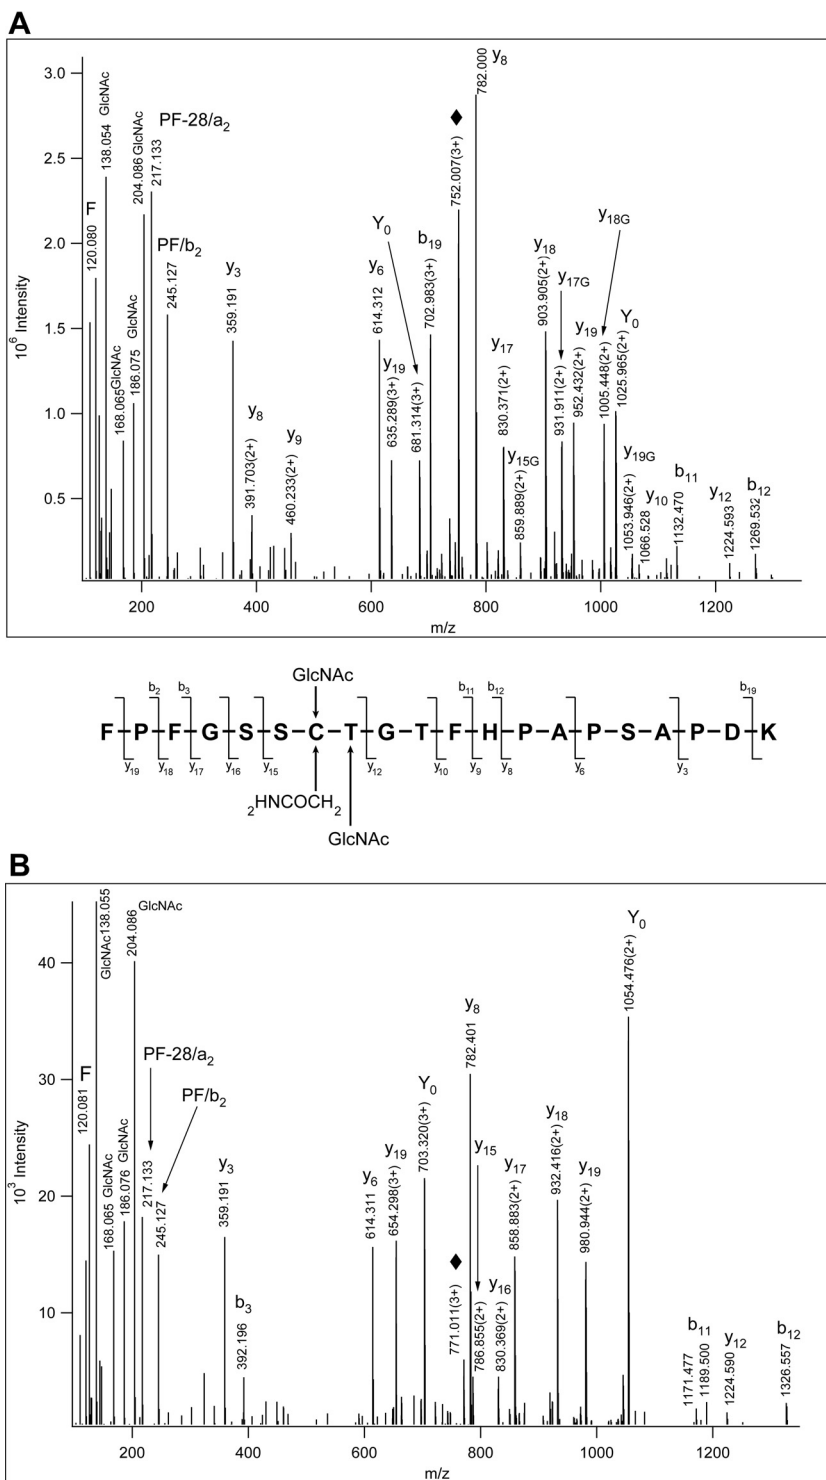 A
3.0
2.5
2.0
1.5
1.0
0.5
10⁶ Intensity
F
120.080
138.054 GlcNAc
168.065 GlcNAc
186.075 GlcNAc
204.086 GlcNAc
PF-28/a₂
217.133
PF/b₂
245.127
y₃
359.191
y₈
391.703(2+)
y₉
460.233(2+)
y₆
614.312
y₁₉
635.289(3+)
Y₀
681.314(3+)
b₁₉
702.983(3+)
♦
752.007(3+)
782.000 y₈
y₁₇
830.371(2+)
y₁₅G
859.889(2+)
y₁₈
903.905(2+)
y₁₇G
931.911(2+)
y₁₉
952.432(2+)
y₁₈G
1005.448(2+)
Y₀
1025.965(2+)
y₁₉G
1053.946(2+)
y₁₀
1066.528
b₁₁
1132.470
y₁₂
1224.593
b₁₂
1269.532
200 400 600 800 1000 1200
m/z
GlcNAc
b₂ b₃ b₁₁ b₁₂ b₁₉
F–P–F–G–S–S–C–T–G–T–F–H–P–A–P–S–A–P–D–K
y₁₉ y₁₈ y₁₇ y₁₆ y₁₅ y₁₂ y₁₀ y₉ y₈ y₆ y₃
₂HNCOCH₂
GlcNAc
B
40
30
20
10
10³ Intensity
F
120.081
GlcNAc138.055
168.065 GlcNAc
186.076 GlcNAc
204.086 GlcNAc
PF-28/a₂
217.133
PF/b₂
245.127
y₃
359.191
b₃
392.196
y₆
614.311
y₁₉
654.298(3+)
Y₀
703.320(3+)
♦
771.011(3+)
y₈
782.401
y₁₅
786.855(2+)
y₁₆
830.369(2+)
y₁₇
858.883(2+)
y₁₈
932.416(2+)
y₁₉
980.944(2+)
Y₀
1054.476(2+)
1171.477
b₁₁
1189.500
y₁₂
1224.590
b₁₂
1326.557
200 400 600 800 1000 1200
m/z